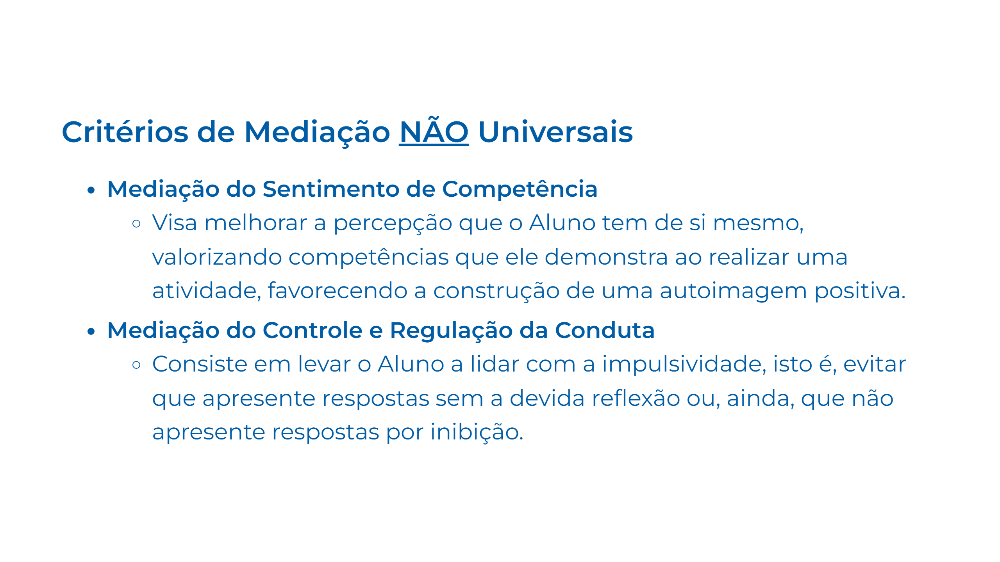 Critérios de Mediação NÃO Universais
• Mediação do Sentimento de Competência
◦ Visa melhorar a percepção que o Aluno tem de si mesmo,
valorizando competências que ele demonstra ao realizar uma
atividade, favorecendo a construção de uma autoimagem positiva.
• Mediação do Controle e Regulação da Conduta
◦ Consiste em levar o Aluno a lidar com a impulsividade, isto é, evitar
que apresente respostas sem a devida reflexão ou, ainda, que não
apresente respostas por inibição.